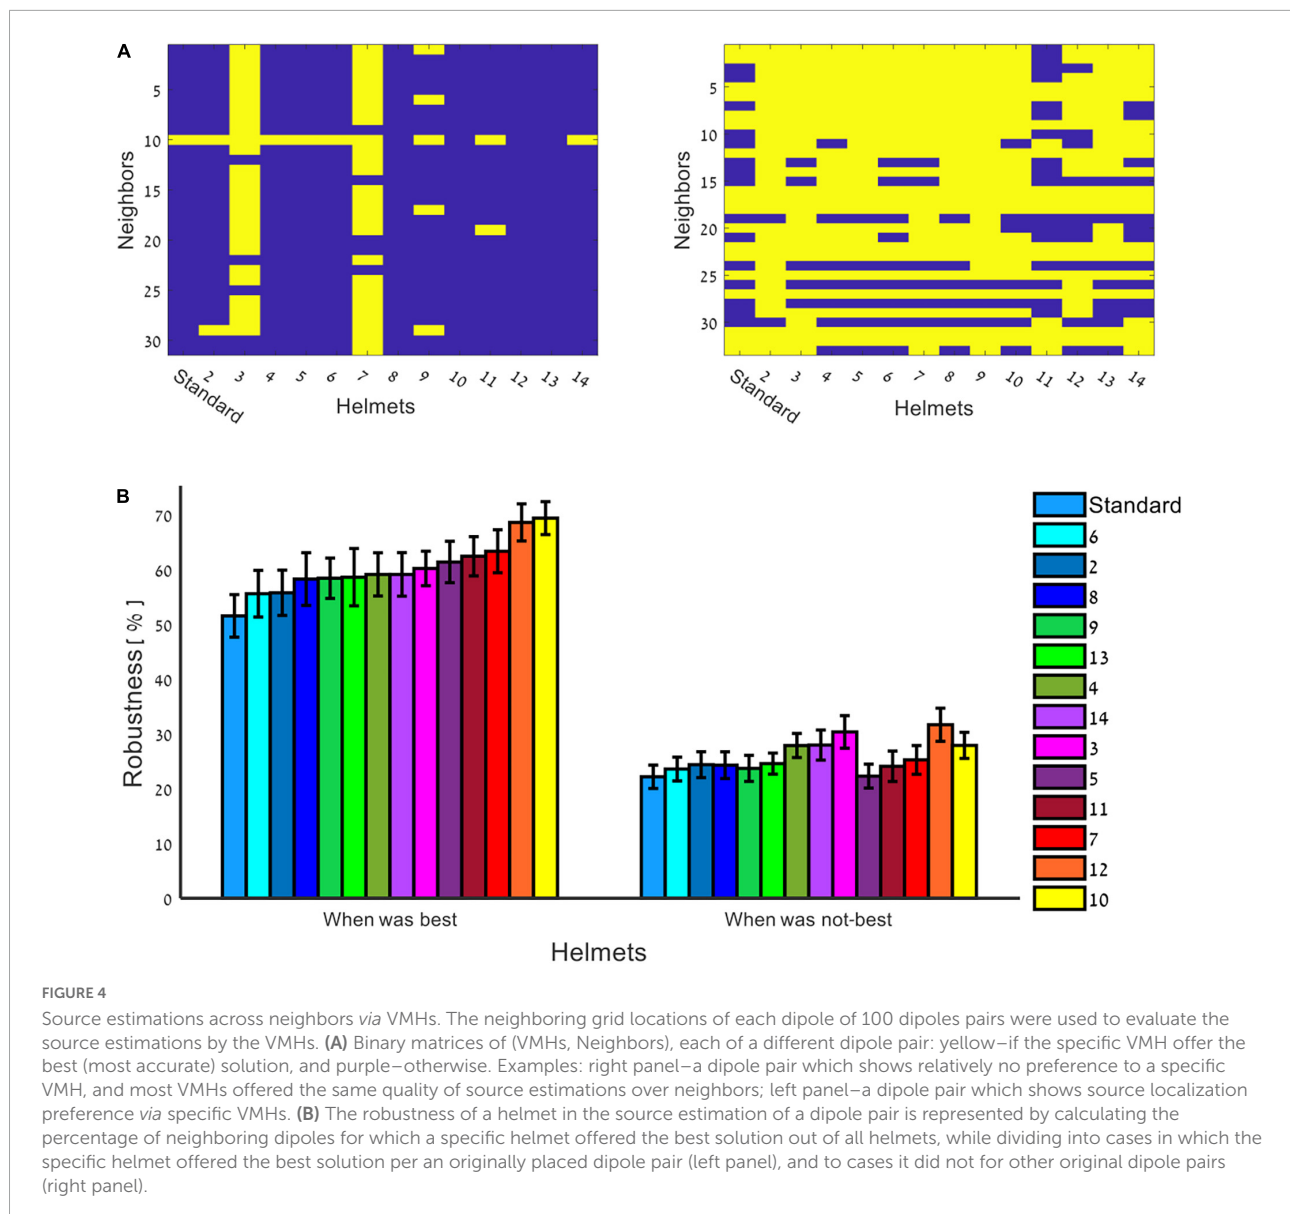 A
5
10
15
20
25
30
Neighbors
Standard 2 3 4 5 6 7 8 9 10 11 12 13 14
Helmets
5
10
15
20
25
30
Neighbors
Standard 2 3 4 5 6 7 8 9 10 11 12 13 14
Helmets
B
70
60
50
40
30
20
10
0
Robustness [ % ]
When was best
When was not-best
Helmets
Standard
6
2
8
9
13
4
14
3
5
11
7
12
10
FIGURE 4
Source estimations across neighbors via VMHs. The neighboring grid locations of each dipole of 100 dipoles pairs were used to evaluate the
source estimations by the VMHs. (A) Binary matrices of (VMHs, Neighbors), each of a different dipole pair: yellow–if the specific VMH offer the
best (most accurate) solution, and purple–otherwise. Examples: right panel–a dipole pair which shows relatively no preference to a specific
VMH, and most VMHs offered the same quality of source estimations over neighbors; left panel–a dipole pair which shows source localization
preference via specific VMHs. (B) The robustness of a helmet in the source estimation of a dipole pair is represented by calculating the
percentage of neighboring dipoles for which a specific helmet offered the best solution out of all helmets, while dividing into cases in which the
specific helmet offered the best solution per an originally placed dipole pair (left panel), and to cases it did not for other original dipole pairs
(right panel).